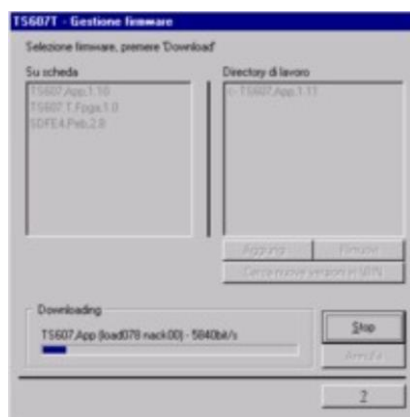 TS607T - Gestione firmware
Selezione firmware, premere 'Download'
Su scheda
Directory di lavoro
TS607,App,1.10
TS607.T,Fpga,1.0
SDFE4,Peb,2.8
<- TS607,App,1.11
Aggiungi
Rimuovi
Cerca nuove versioni in WIN
Downloading
TS607,App (load078 nack00) - 5840bit/s
Stop
Annulla
?